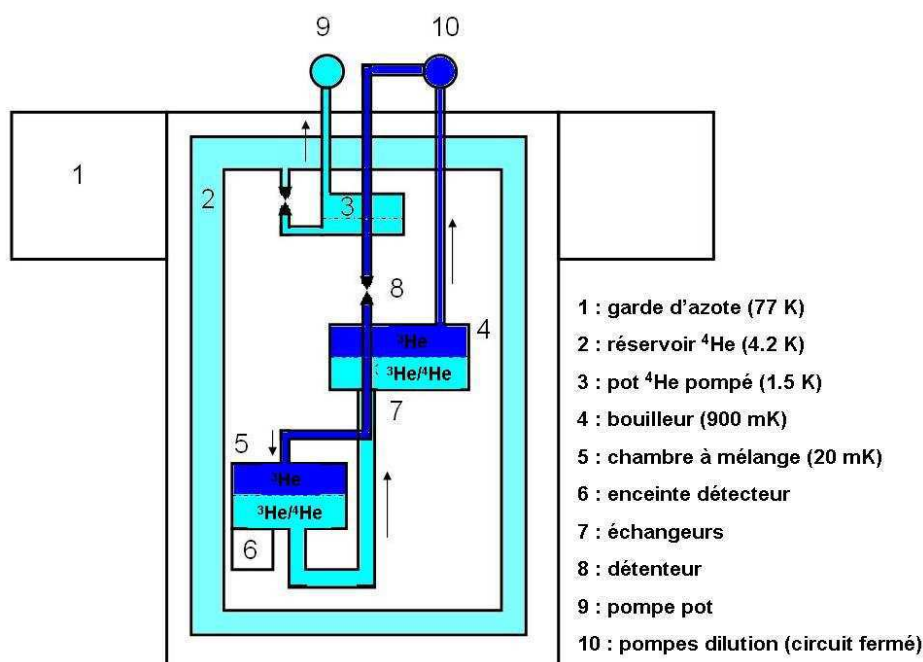 9
10
1
2
3
8
4
³He
³He/⁴He
7
5
³He
³He/⁴He
6
1 : garde d'azote (77 K)
2 : réservoir ⁴He (4.2 K)
3 : pot ⁴He pompé (1.5 K)
4 : bouilleur (900 mK)
5 : chambre à mélange (20 mK)
6 : enceinte détecteur
7 : échangeurs
8 : détenteur
9 : pompe pot
10 : pompes dilution (circuit fermé)